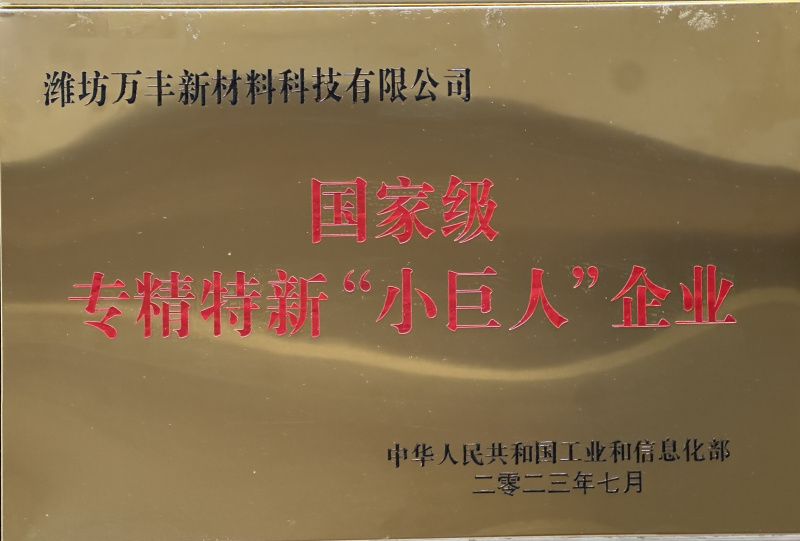 潍坊万丰新材料科技有限公司
国家级
专精特新“小巨人”企业
中华人民共和国工业和信息化部
二零二三年七月